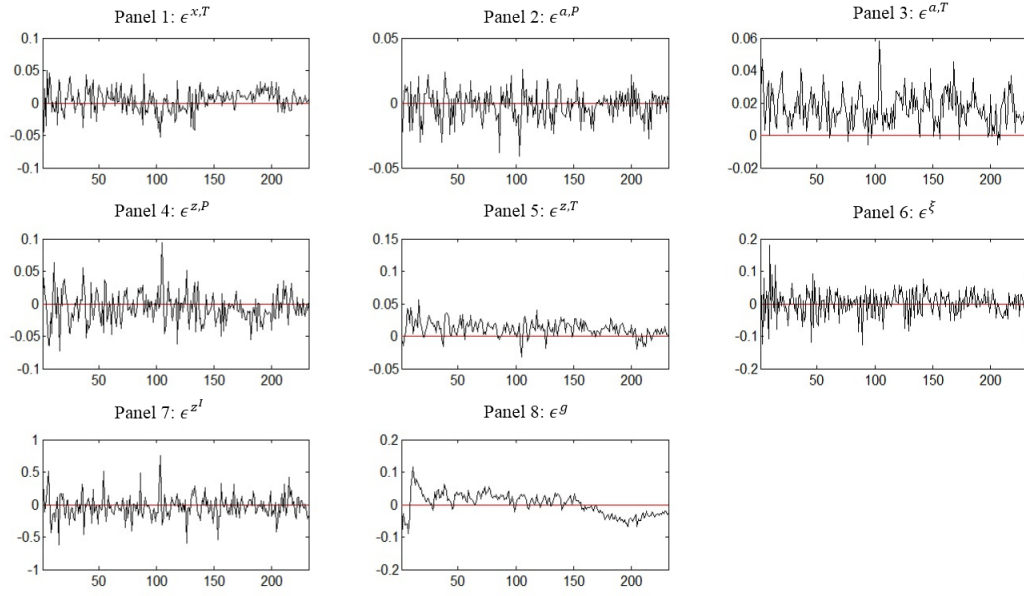 Panel 1: ϵ^{x,T}
Panel 2: ϵ^{a,P}
Panel 3: ϵ^{a,T}
0.1
0.05
0
-0.05
-0.1
50 100 150 200
0.05
0
-0.05
50 100 150 200
0.06
0.04
0.02
0
-0.02
50 100 150 200
Panel 4: ϵ^{z,P}
Panel 5: ϵ^{z,T}
Panel 6: ϵ^{ξ}
0.1
0.05
0
-0.05
-0.1
50 100 150 200
0.15
0.1
0.05
0
-0.05
50 100 150 200
0.2
0.1
0
-0.1
-0.2
50 100 150 200
Panel 7: ϵ^{z^I}
Panel 8: ϵ^{g}
1
0.5
0
-0.5
-1
50 100 150 200
0.2
0.1
0
-0.1
-0.2
50 100 150 200